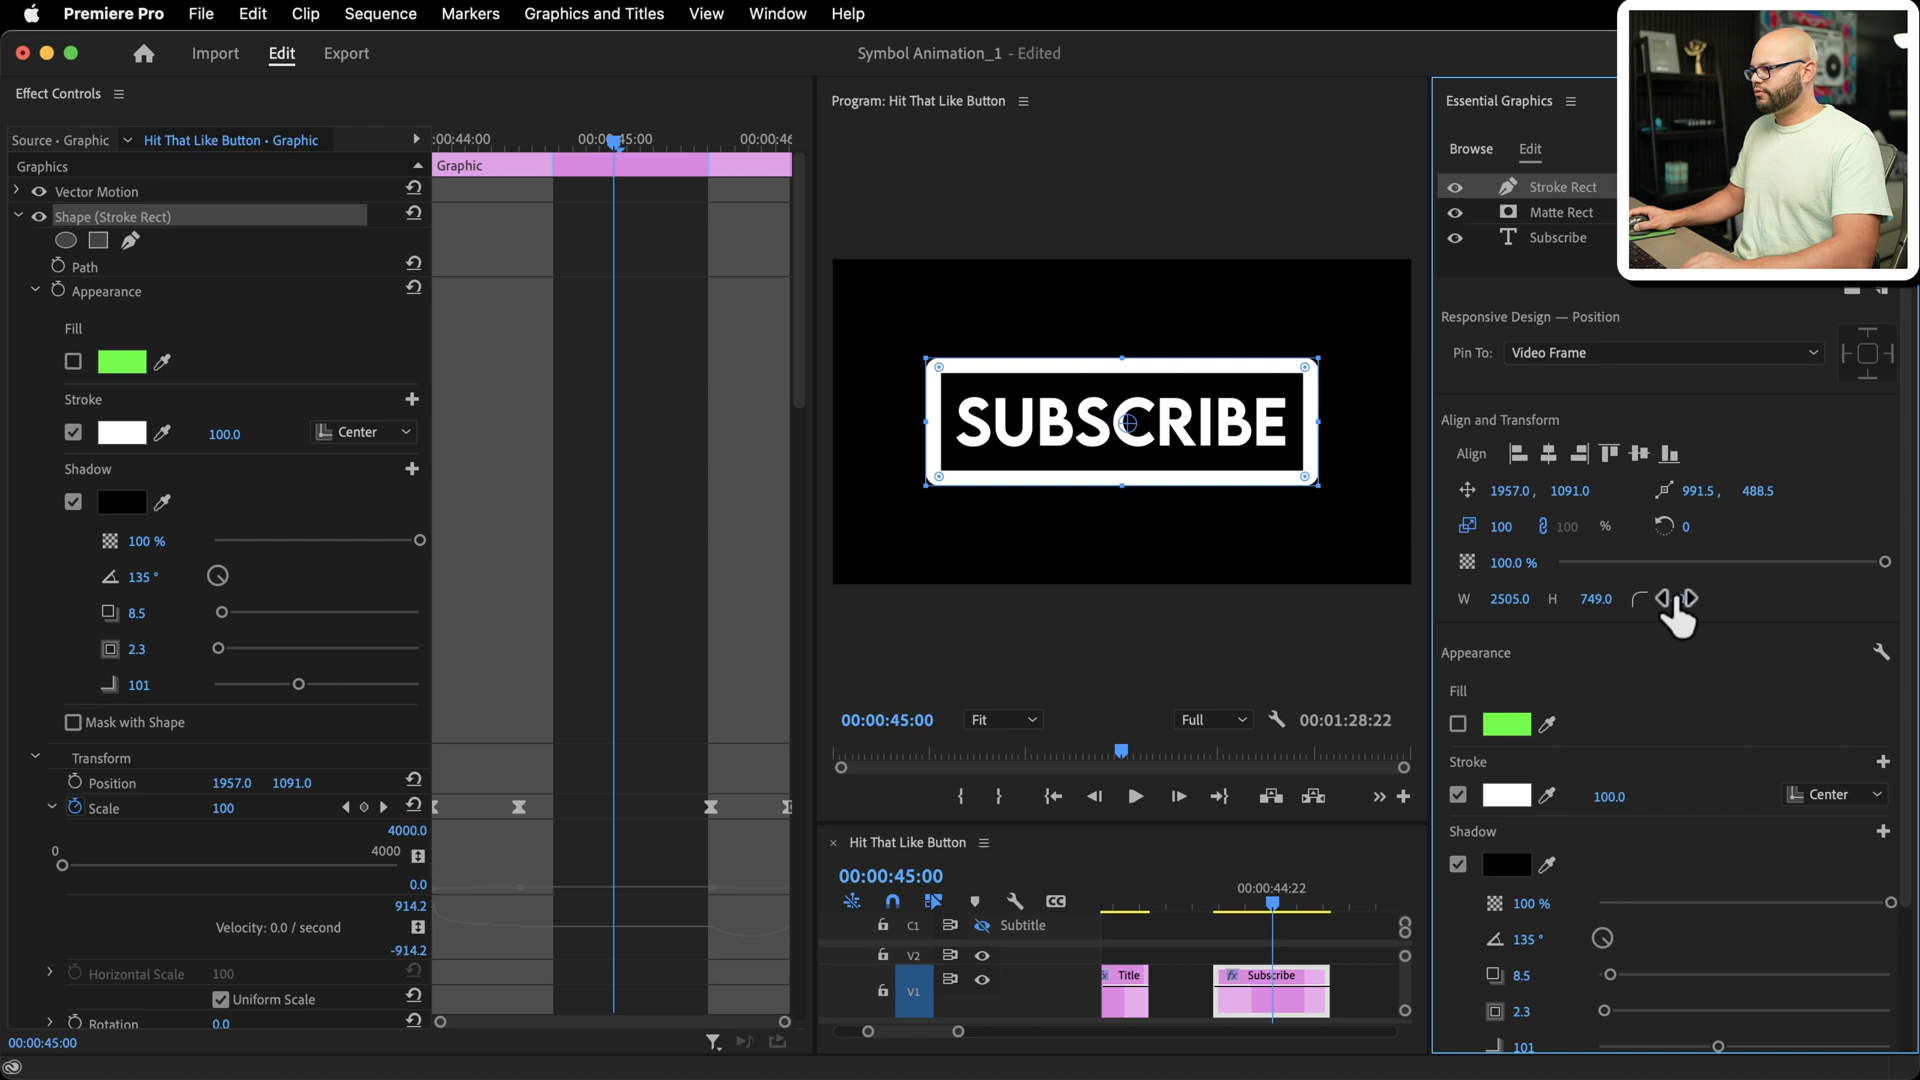 Premiere Pro File Edit Clip Sequence Markers Graphics and Titles View Window Help
Import Edit Export
Symbol Animation_1 - Edited
Effect Controls
Source · Graphic Hit That Like Button · Graphic
Graphics
Vector Motion
Shape (Stroke Rect)
Path
Appearance
Fill
Stroke
100.0 Center
Shadow
100 %
135 °
8.5
2.3
101
Mask with Shape
Transform
Position 1957.0 1091.0
Scale 100
4000.0
0 4000
0.0
914.2
Velocity: 0.0 / second
-914.2
Horizontal Scale 100
Uniform Scale
Rotation 0.0
00:00:45:00
:00:44:00 00:00:45:00 00:00:46
Graphic
Program: Hit That Like Button
SUBSCRIBE
00:00:45:00 Fit Full 00:01:28:22
Hit That Like Button
00:00:45:00
00:00:44:22
CC
C1 Subtitle
V2
V1
fx Title
fx Subscribe
Essential Graphics
Browse Edit
Stroke Rect
Matte Rect
T Subscribe
Responsive Design — Position
Pin To: Video Frame
Align and Transform
Align
1957.0 , 1091.0 991.5 , 488.5
100 100 % 0
100.0 %
W 2505.0 H 749.0
Appearance
Fill
Stroke
100.0 Center
Shadow
100 %
135 °
8.5
2.3
101